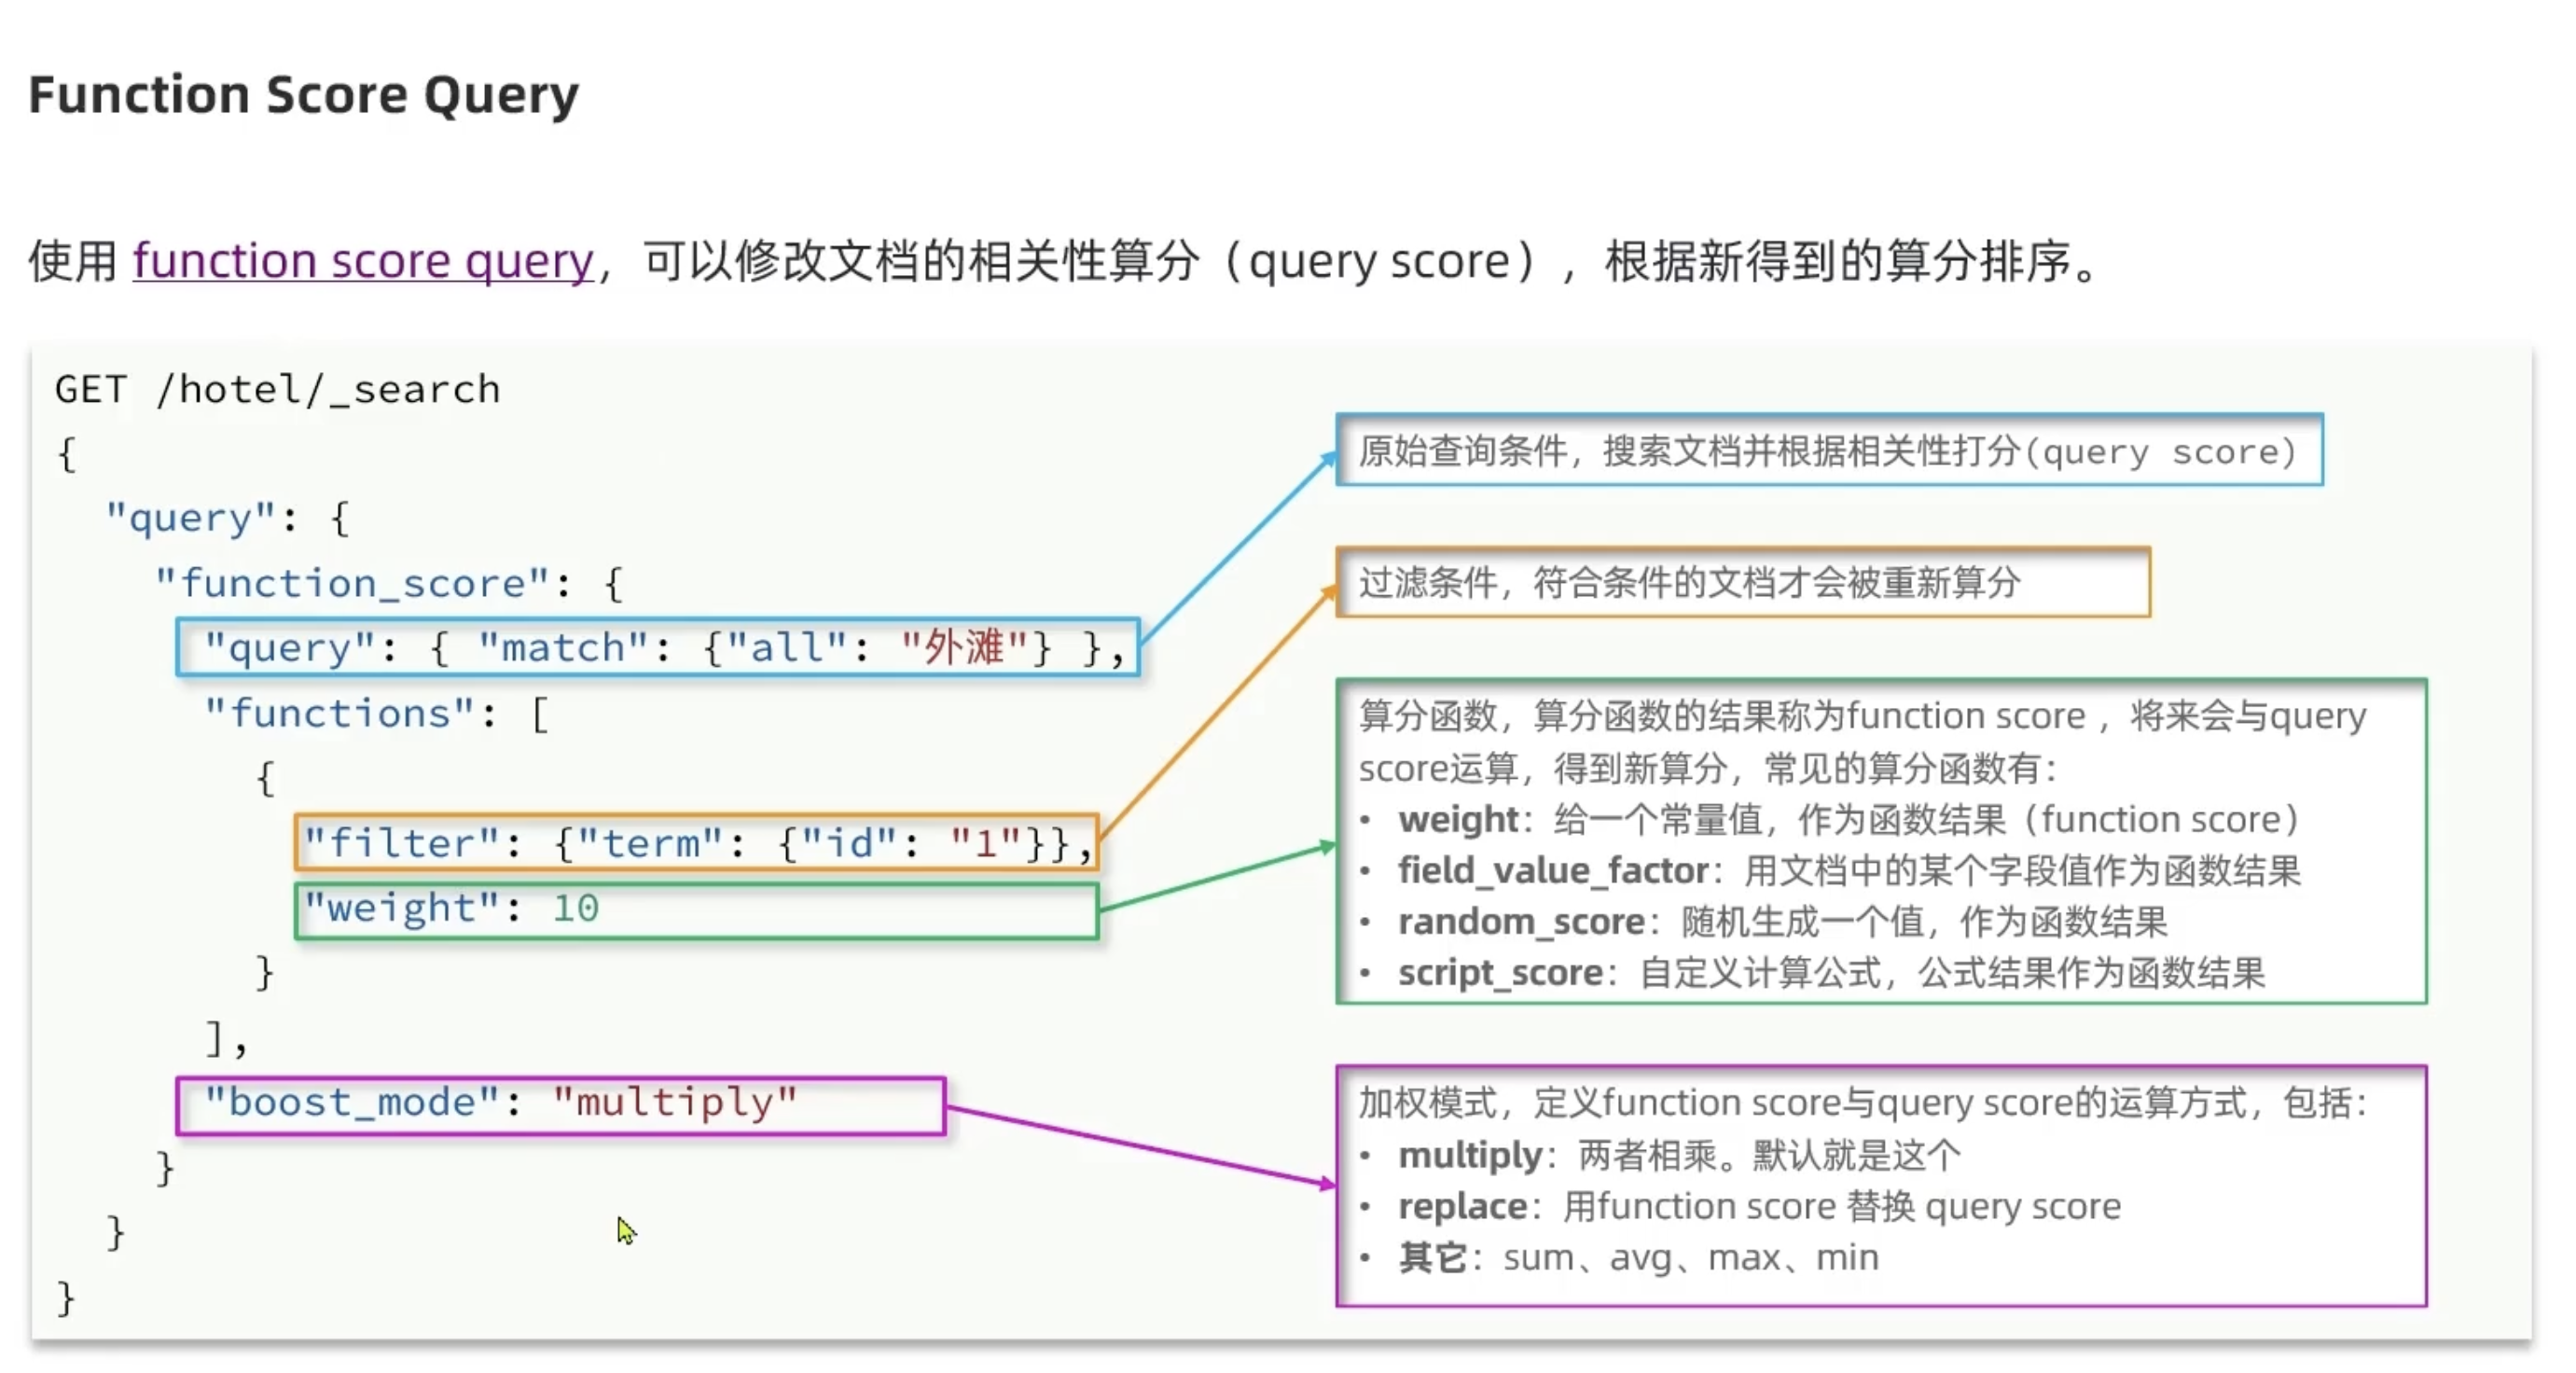 Function Score Query
使用 function score query，可以修改文档的相关性算分（query score），根据新得到的算分排序。
GET /hotel/_search
{
  "query": {
    "function_score": {
      "query": { "match": {"all": "外滩"} },
      "functions": [
        {
          "filter": {"term": {"id": "1"}},
          "weight": 10
        }
      ],
      "boost_mode": "multiply"
    }
  }
}
原始查询条件，搜索文档并根据相关性打分(query score)
过滤条件，符合条件的文档才会被重新算分
算分函数，算分函数的结果称为function score ，将来会与query
score运算，得到新算分，常见的算分函数有：
• weight：给一个常量值，作为函数结果（function score）
• field_value_factor：用文档中的某个字段值作为函数结果
• random_score：随机生成一个值，作为函数结果
• script_score：自定义计算公式，公式结果作为函数结果
加权模式，定义function score与query score的运算方式，包括：
• multiply：两者相乘。默认就是这个
• replace：用function score 替换 query score
• 其它：sum、avg、max、min